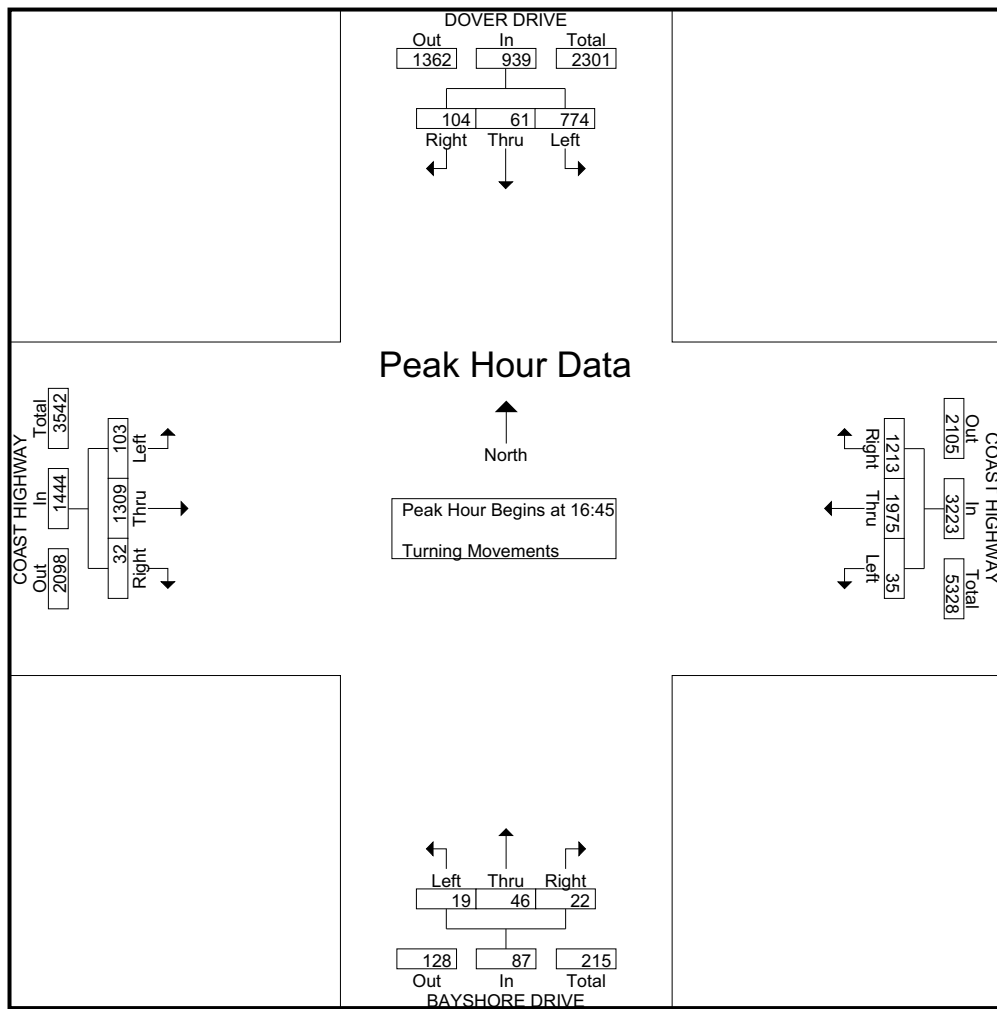 DOVER DRIVE
Out In Total
1362 939 2301
104 61 774
Right Thru Left
Peak Hour Data
North
Peak Hour Begins at 16:45
Turning Movements
COAST HIGHWAY
Total In Out
3542 1444 2098
103 1309 32
Left Thru Right
COAST HIGHWAY
Out In Total
2105 3223 5328
1213 1975 35
Right Thru Left
Left Thru Right
19 46 22
128 87 215
Out In Total
BAYSHORE DRIVE